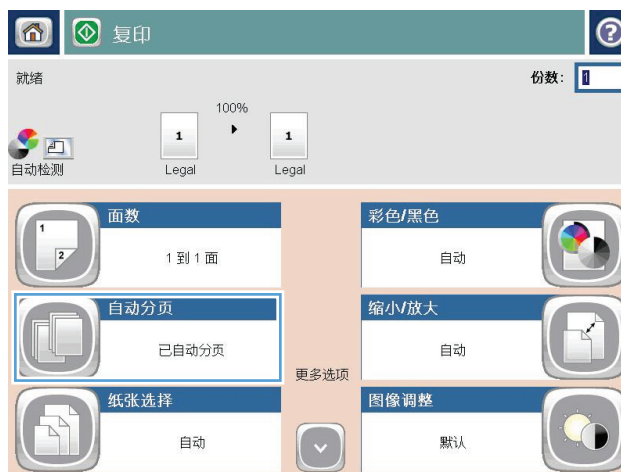 复印
就绪
份数: 1
100%
1 1
自动检测
Legal Legal
面数
1 2
1 到 1 面
彩色/黑色
自动
自动分页
已自动分页
缩小/放大
自动
更多选项
纸张选择
自动
图像调整
默认